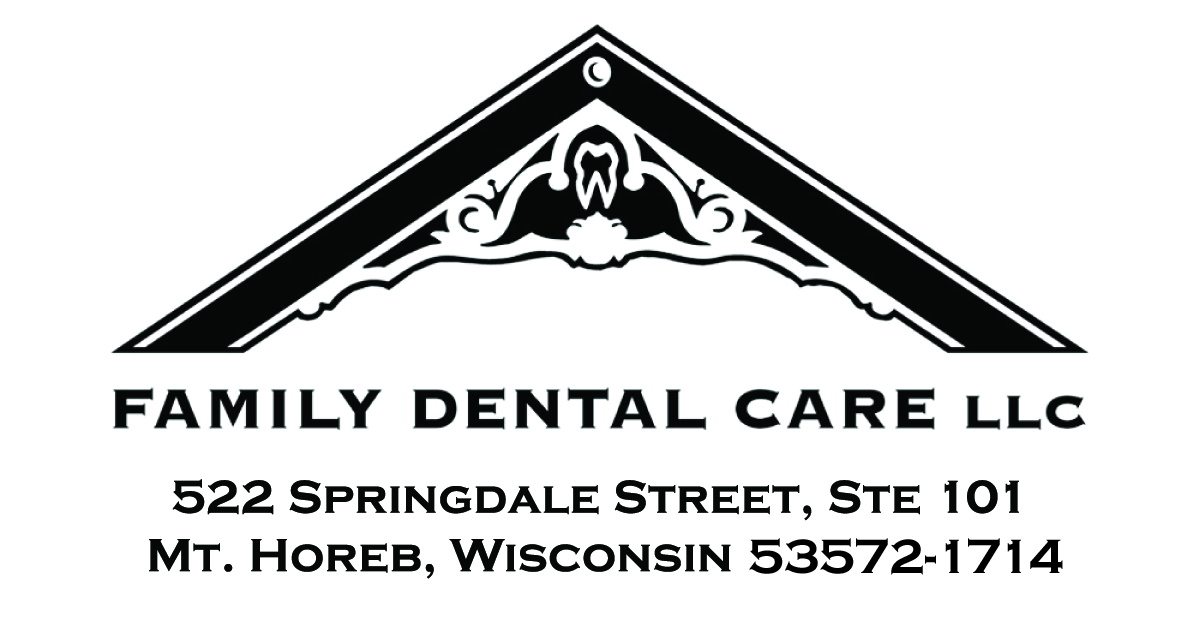 FAMILY DENTAL CARE LLC
522 SPRINGDALE STREET, STE 101
MT. HOREB, WISCONSIN 53572-1714